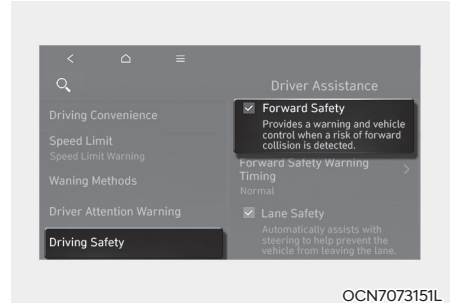 Driver Assistance
Driving Convenience
Speed Limit
Speed Limit Warning
Waning Methods
Driver Attention Warning
Driving Safety
Forward Safety
Provides a warning and vehicle
control when a risk of forward
collision is detected.
Forward Safety Warning
Timing
Normal
Lane Safety
Automatically assists with
steering to help prevent the
vehicle from leaving the lane.
OCN7073151L